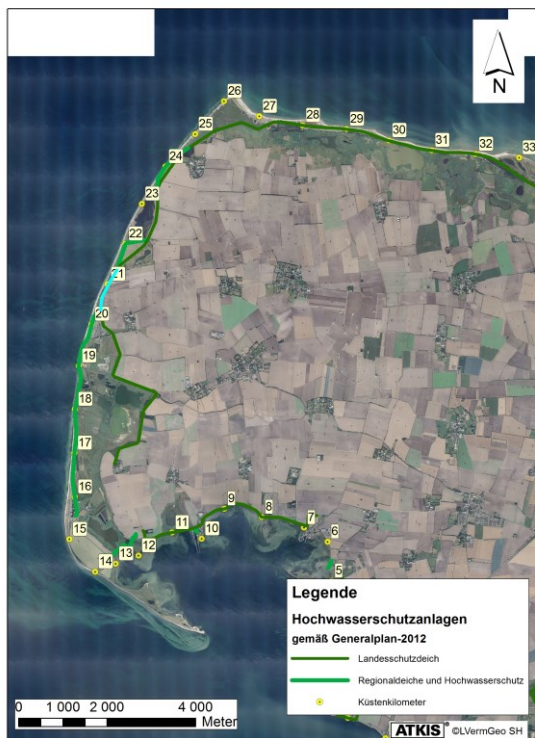 N
26
27
25
28
29
30
31
32
33
24
23
22
21
20
19
18
17
16
15
14
13
12
11
10
9
8
7
6
5
Legende
Hochwasserschutzanlagen
gemäß Generalplan-2012
Landesschutzdeich
Regionaldeiche und Hochwasserschutz
Küstenkilometer
0 1 000 2 000 4 000
Meter
ATKIS ©LVermGeo SH